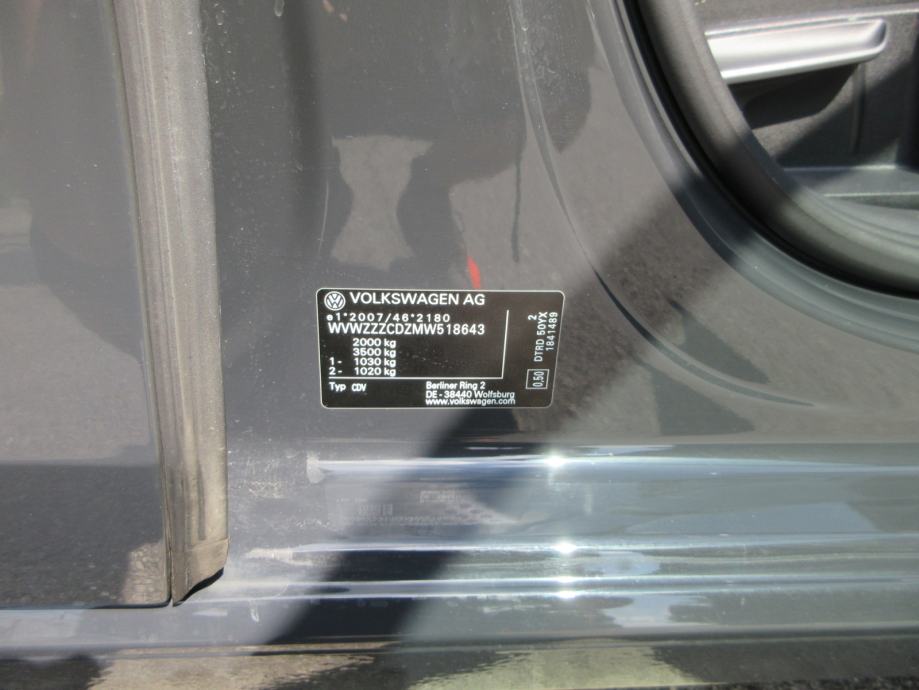 VOLKSWAGEN AG
e1*2007/46*2180
WVWZZZCDZMW518643
2000 kg
3500 kg
1- 1030 kg
2- 1020 kg
Typ CDV
Berliner Ring 2
DE - 38440 Wolfsburg
www.volkswagen.com
2
DTRD 50YX
1841489
0,50